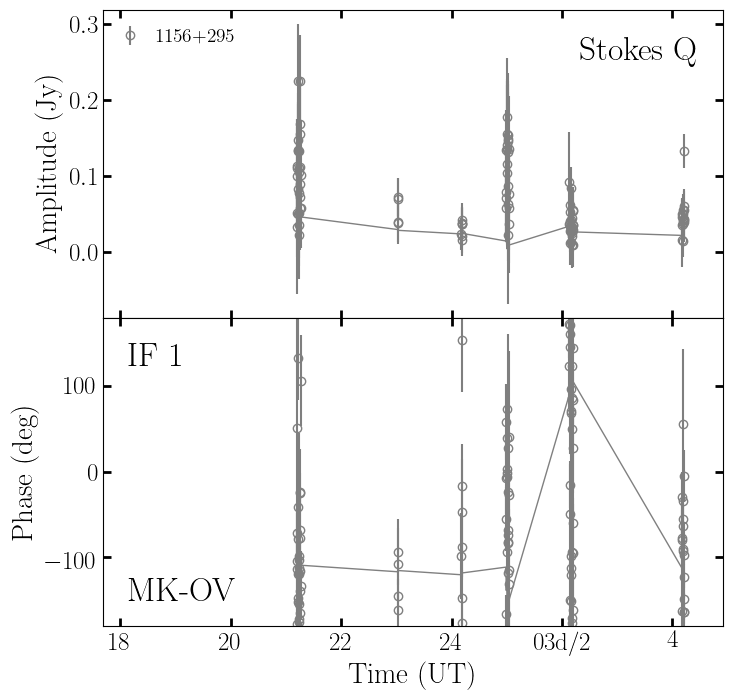 1156+295
Stokes Q
0.3
0.2
0.1
0.0
Amplitude (Jy)
IF 1
100
0
−100
Phase (deg)
MK-OV
18 20 22 24 03d/2 4
Time (UT)